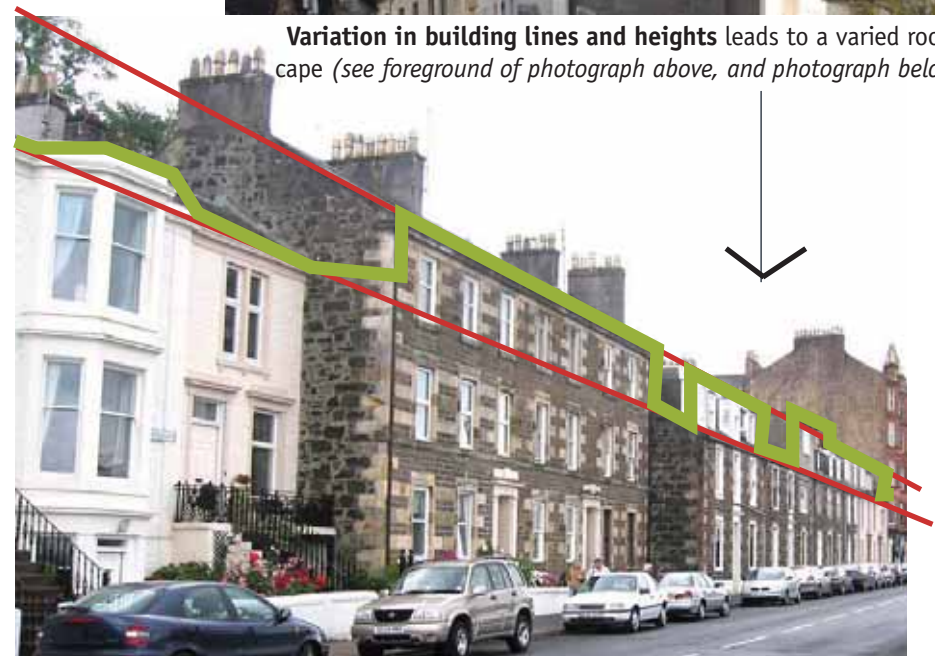 Variation in building lines and heights leads to a varied roo
cape (see foreground of photograph above, and photograph belo